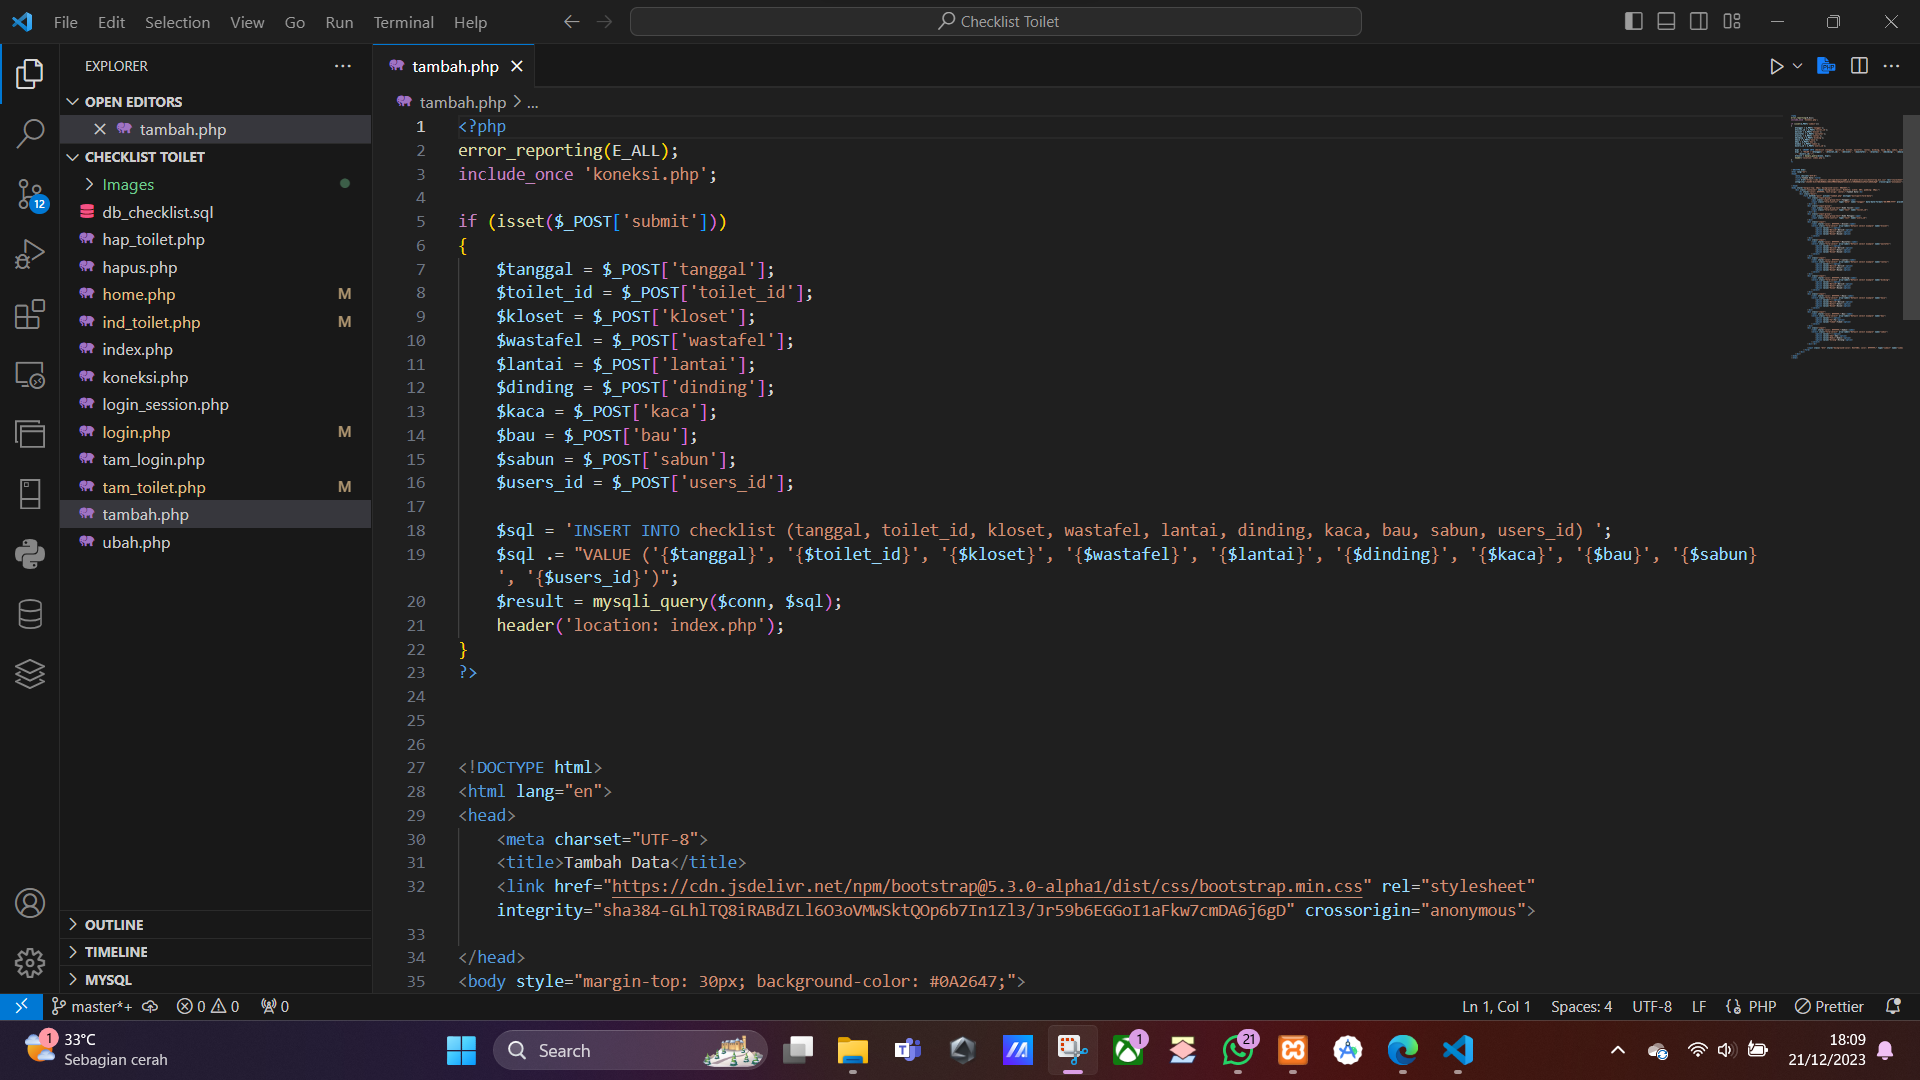 File Edit Selection View Go Run Terminal Help
Checklist Toilet
EXPLORER
tambah.php
OPEN EDITORS
tambah.php
tambah.php > ...
CHECKLIST TOILET
Images
db_checklist.sql
hap_toilet.php
hapus.php
home.php M
ind_toilet.php M
index.php
koneksi.php
login_session.php
login.php M
tam_login.php
tam_toilet.php M
tambah.php
ubah.php
12
OUTLINE
TIMELINE
MYSQL
1 <?php
2 error_reporting(E_ALL);
3 include_once 'koneksi.php';
4
5 if (isset($_POST['submit']))
6 {
7 $tanggal = $_POST['tanggal'];
8 $toilet_id = $_POST['toilet_id'];
9 $kloset = $_POST['kloset'];
10 $wastafel = $_POST['wastafel'];
11 $lantai = $_POST['lantai'];
12 $dinding = $_POST['dinding'];
13 $kaca = $_POST['kaca'];
14 $bau = $_POST['bau'];
15 $sabun = $_POST['sabun'];
16 $users_id = $_POST['users_id'];
17
18 $sql = 'INSERT INTO checklist (tanggal, toilet_id, kloset, wastafel, lantai, dinding, kaca, bau, sabun, users_id) ';
19 $sql .= "VALUE ('{$tanggal}', '{$toilet_id}', '{$kloset}', '{$wastafel}', '{$lantai}', '{$dinding}', '{$kaca}', '{$bau}', '{$sabun}
', '{$users_id}')";
20 $result = mysqli_query($conn, $sql);
21 header('location: index.php');
22 }
23 ?>
24
25
26
27 <!DOCTYPE html>
28 <html lang="en">
29 <head>
30 <meta charset="UTF-8">
31 <title>Tambah Data</title>
32 <link href="https://cdn.jsdelivr.net/npm/bootstrap@5.3.0-alpha1/dist/css/bootstrap.min.css" rel="stylesheet"
integrity="sha384-GLhlTQ8iRABdZLl6O3oVMWSktQOp6b7In1Zl3/Jr59b6EGGoI1aFkw7cmDA6j6gD" crossorigin="anonymous">
33
34 </head>
35 <body style="margin-top: 30px; background-color: #0A2647;">
master*+ 0 0 0
Ln 1, Col 1 Spaces: 4 UTF-8 LF PHP Prettier
1
33°C
Sebagian cerah
Search
1
21
18:09
21/12/2023